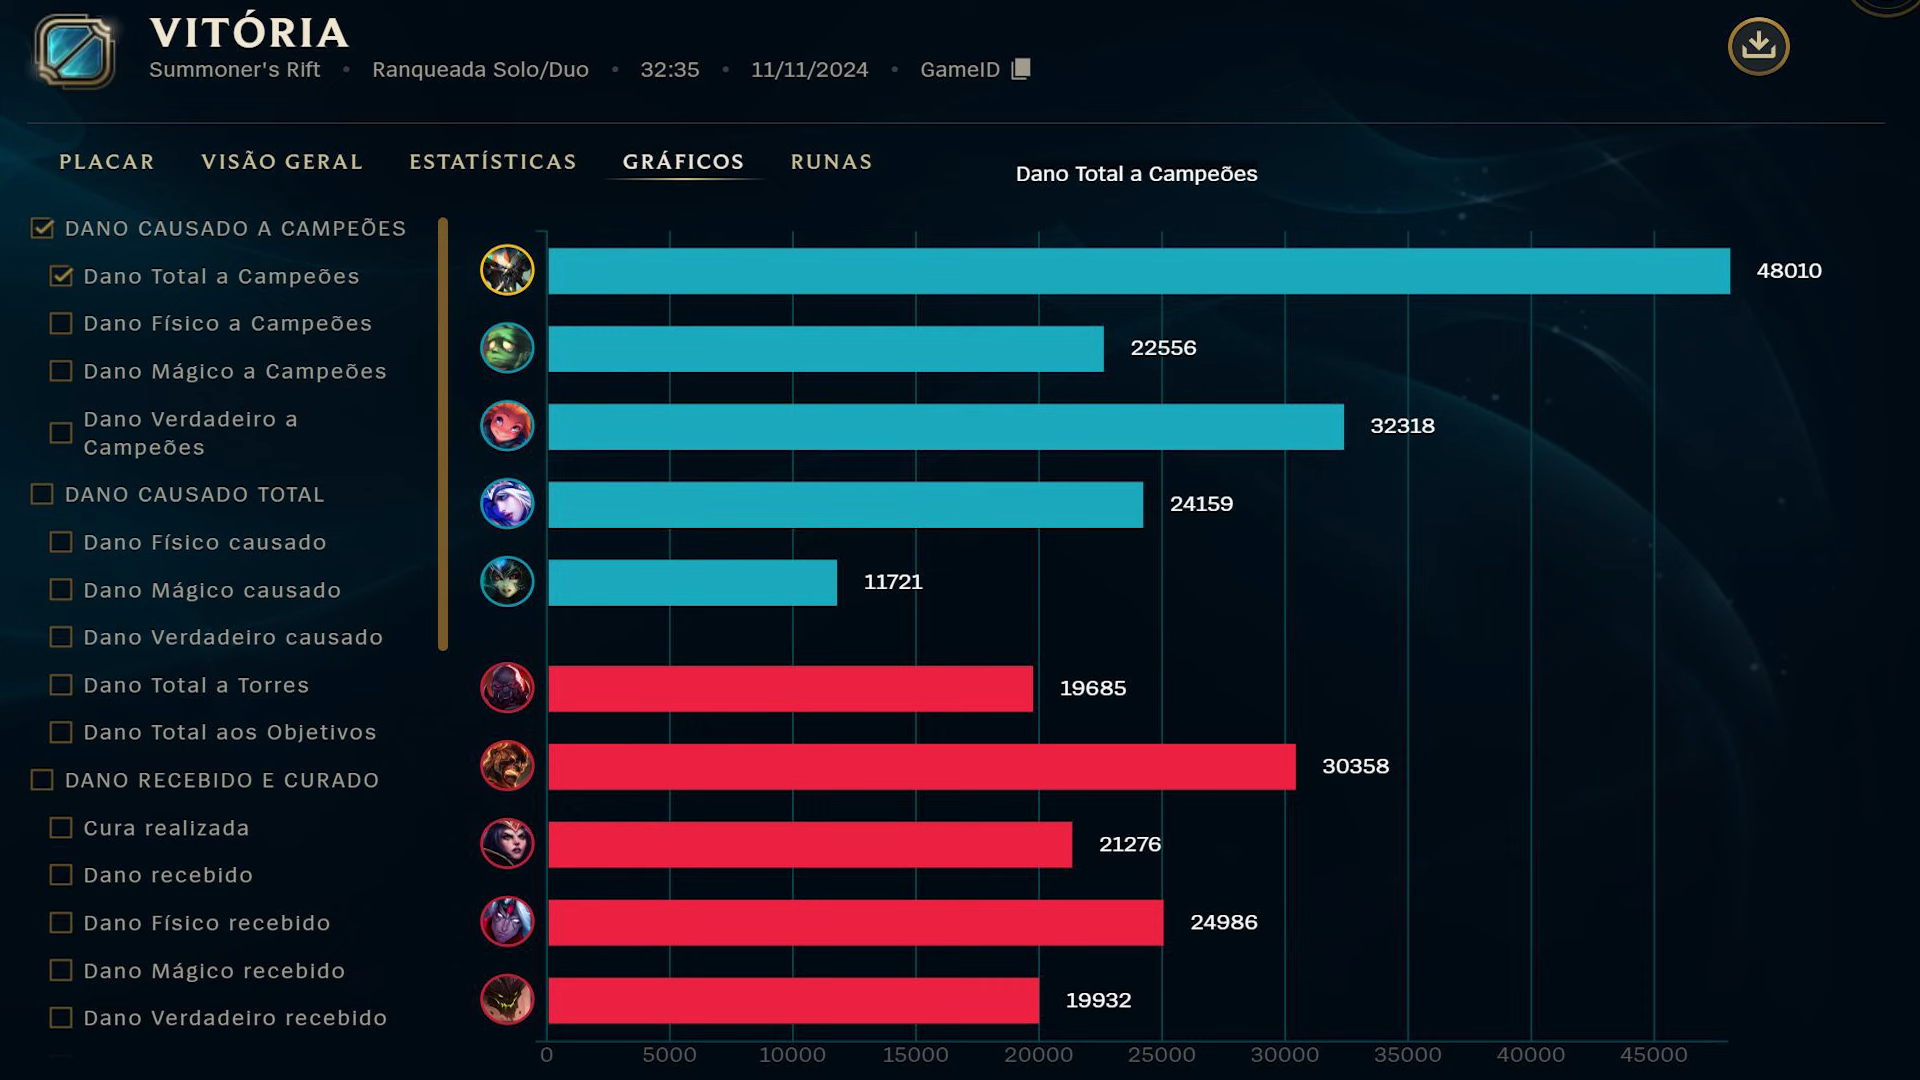 VITÓRIA
Summoner's Rift • Ranqueada Solo/Duo • 32:35 • 11/11/2024 • GameID
PLACAR VISÃO GERAL ESTATÍSTICAS GRÁFICOS RUNAS
DANO CAUSADO A CAMPEÕES
Dano Total a Campeões
Dano Físico a Campeões
Dano Mágico a Campeões
Dano Verdadeiro a
Campeões
DANO CAUSADO TOTAL
Dano Físico causado
Dano Mágico causado
Dano Verdadeiro causado
Dano Total a Torres
Dano Total aos Objetivos
DANO RECEBIDO E CURADO
Cura realizada
Dano recebido
Dano Físico recebido
Dano Mágico recebido
Dano Verdadeiro recebido
Dano Total a Campeões
48010
22556
32318
24159
11721
19685
30358
21276
24986
19932
0 5000 10000 15000 20000 25000 30000 35000 40000 45000